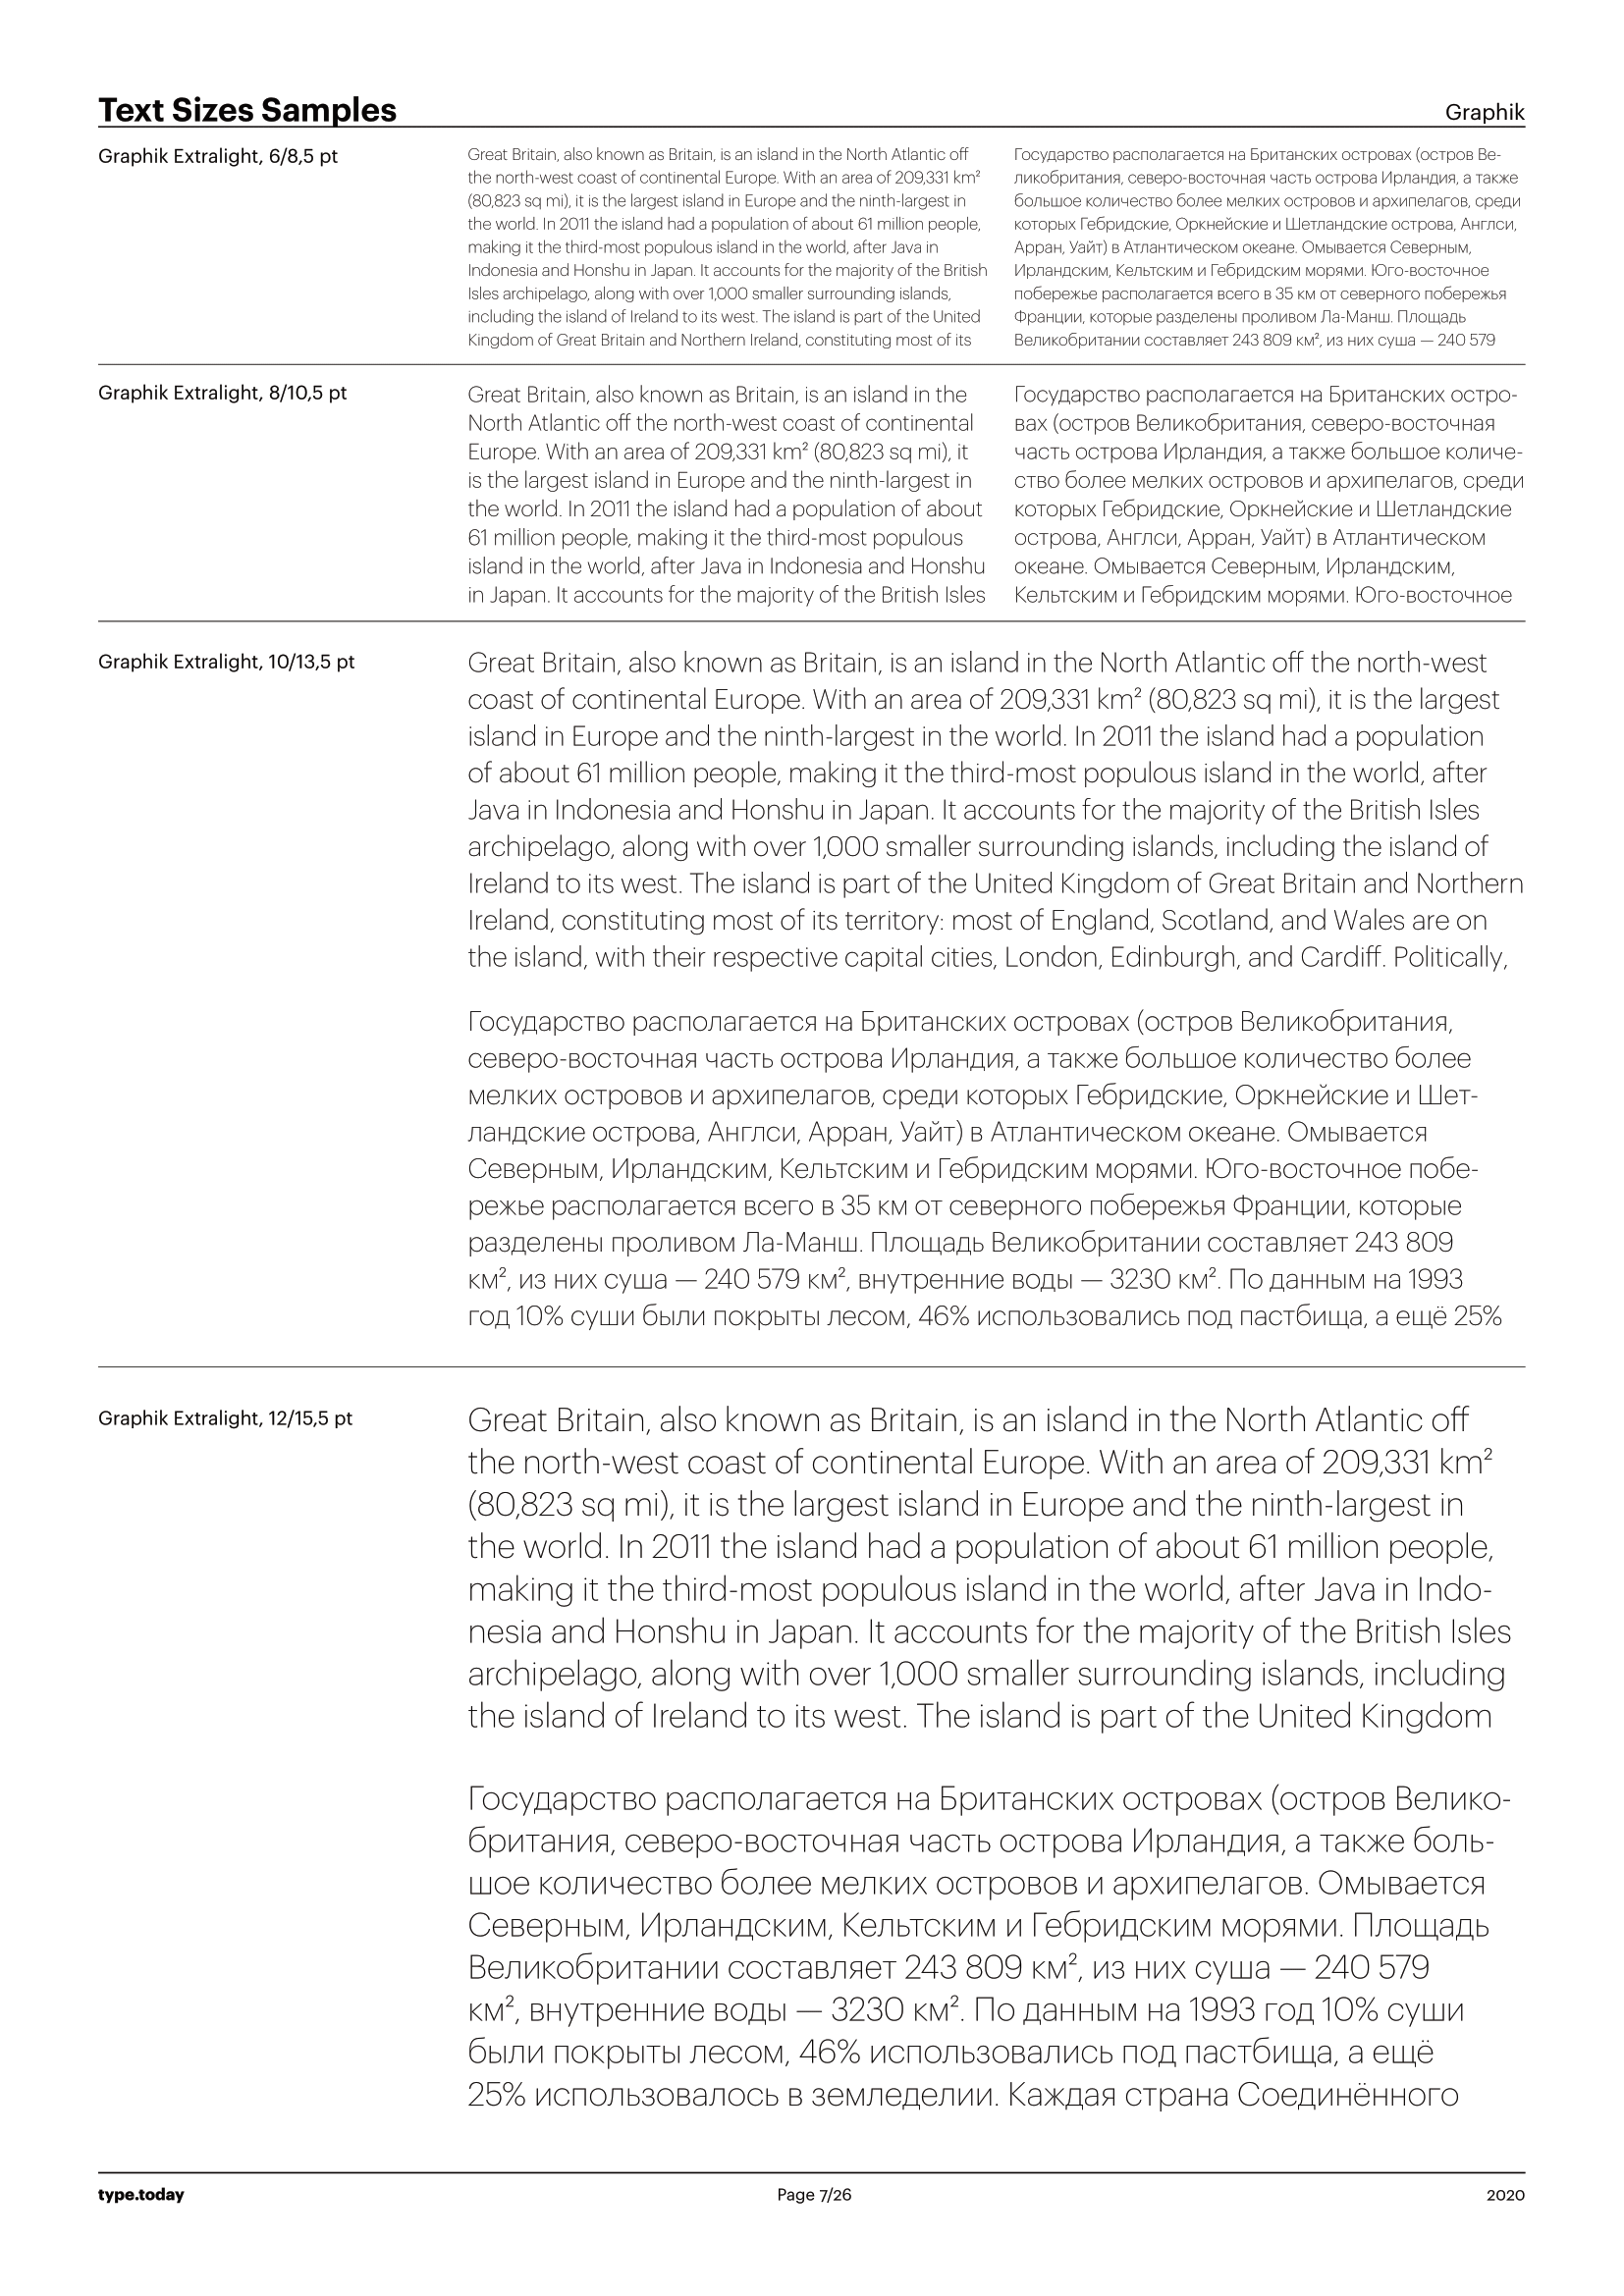 Text Sizes Samples
Graphik
Graphik Extralight, 6/8,5 pt
Great Britain, also known as Britain, is an island in the North Atlantic off
the north-west coast of continental Europe. With an area of 209,331 km²
(80,823 sq mi), it is the largest island in Europe and the ninth-largest in
the world. In 2011 the island had a population of about 61 million people,
making it the third-most populous island in the world, after Java in
Indonesia and Honshu in Japan. It accounts for the majority of the British
Isles archipelago, along with over 1,000 smaller surrounding islands,
including the island of Ireland to its west. The island is part of the United
Kingdom of Great Britain and Northern Ireland, constituting most of its
Государство располагается на Британских островах (остров Ве-
ликобритания, северо-восточная часть острова Ирландия, а также
большое количество более мелких островов и архипелагов, среди
которых Гебридские, Оркнейские и Шетландские острова, Англси,
Арран, Уайт) в Атлантическом океане. Омывается Северным,
Ирландским, Кельтским и Гебридским морями. Юго-восточное
побережье располагается всего в 35 км от северного побережья
Франции, которые разделены проливом Ла-Манш. Площадь
Великобритании составляет 243 809 км², из них суша — 240 579
Graphik Extralight, 8/10,5 pt
Great Britain, also known as Britain, is an island in the
North Atlantic off the north-west coast of continental
Europe. With an area of 209,331 km² (80,823 sq mi), it
is the largest island in Europe and the ninth-largest in
the world. In 2011 the island had a population of about
61 million people, making it the third-most populous
island in the world, after Java in Indonesia and Honshu
in Japan. It accounts for the majority of the British Isles
Государство располагается на Британских остро-
вах (остров Великобритания, северо-восточная
часть острова Ирландия, а также большое количе-
ство более мелких островов и архипелагов, среди
которых Гебридские, Оркнейские и Шетландские
острова, Англси, Арран, Уайт) в Атлантическом
океане. Омывается Северным, Ирландским,
Кельтским и Гебридским морями. Юго-восточное
Graphik Extralight, 10/13,5 pt
Great Britain, also known as Britain, is an island in the North Atlantic off the north-west
coast of continental Europe. With an area of 209,331 km² (80,823 sq mi), it is the largest
island in Europe and the ninth-largest in the world. In 2011 the island had a population
of about 61 million people, making it the third-most populous island in the world, after
Java in Indonesia and Honshu in Japan. It accounts for the majority of the British Isles
archipelago, along with over 1,000 smaller surrounding islands, including the island of
Ireland to its west. The island is part of the United Kingdom of Great Britain and Northern
Ireland, constituting most of its territory: most of England, Scotland, and Wales are on
the island, with their respective capital cities, London, Edinburgh, and Cardiff. Politically,
Государство располагается на Британских островах (остров Великобритания,
северо-восточная часть острова Ирландия, а также большое количество более
мелких островов и архипелагов, среди которых Гебридские, Оркнейские и Шет-
ландские острова, Англси, Арран, Уайт) в Атлантическом океане. Омывается
Северным, Ирландским, Кельтским и Гебридским морями. Юго-восточное побе-
режье располагается всего в 35 км от северного побережья Франции, которые
разделены проливом Ла-Манш. Площадь Великобритании составляет 243 809
км², из них суша — 240 579 км², внутренние воды — 3230 км². По данным на 1993
год 10% суши были покрыты лесом, 46% использовались под пастбища, а ещё 25%
Graphik Extralight, 12/15,5 pt
Great Britain, also known as Britain, is an island in the North Atlantic off
the north-west coast of continental Europe. With an area of 209,331 km²
(80,823 sq mi), it is the largest island in Europe and the ninth-largest in
the world. In 2011 the island had a population of about 61 million people,
making it the third-most populous island in the world, after Java in Indo-
nesia and Honshu in Japan. It accounts for the majority of the British Isles
archipelago, along with over 1,000 smaller surrounding islands, including
the island of Ireland to its west. The island is part of the United Kingdom
Государство располагается на Британских островах (остров Велико-
британия, северо-восточная часть острова Ирландия, а также боль-
шое количество более мелких островов и архипелагов. Омывается
Северным, Ирландским, Кельтским и Гебридским морями. Площадь
Великобритании составляет 243 809 км², из них суша — 240 579
км², внутренние воды — 3230 км². По данным на 1993 год 10% суши
были покрыты лесом, 46% использовались под пастбища, а ещё
25% использовалось в земледелии. Каждая страна Соединённого
type.today
Page 7/26
2020